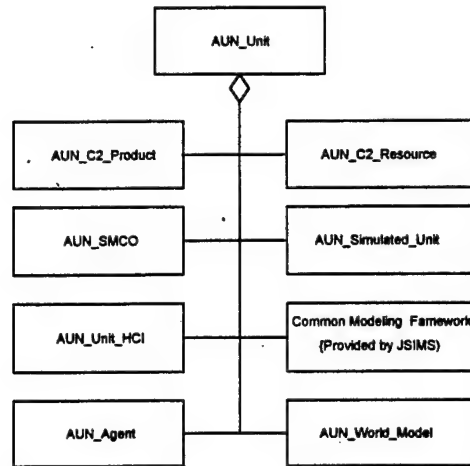 AUN_Unit
AUN_C2_Product
AUN_C2_Resource
AUN_SMCO
AUN_Simulated_Unit
AUN_Unit_HCI
Common Modeling Famework
(Provided by JSIMS)
AUN_Agent
AUN_World_Model